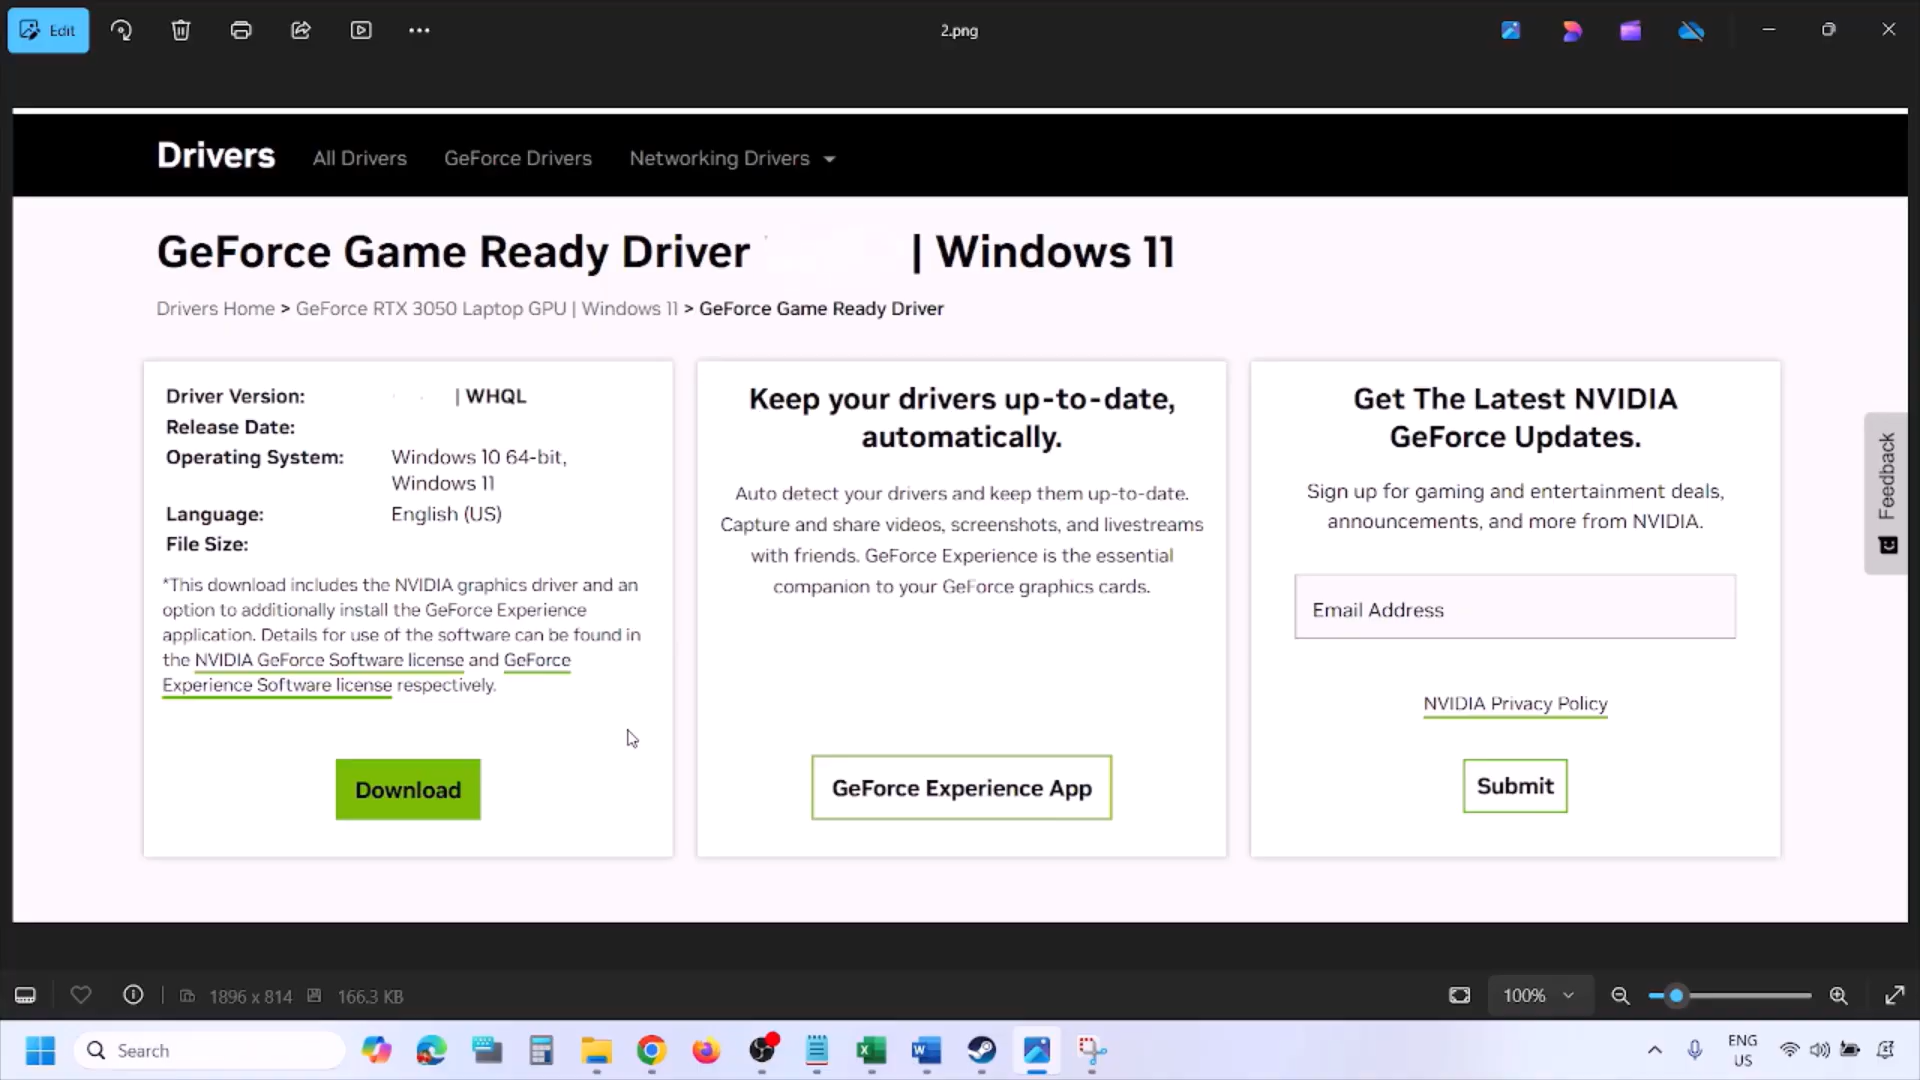 Edit
2.png
Drivers
All Drivers
GeForce Drivers
Networking Drivers
GeForce Game Ready Driver | Windows 11
Drivers Home > GeForce RTX 3050 Laptop GPU | Windows 11 > GeForce Game Ready Driver
Driver Version: | WHQL
Release Date:
Operating System: Windows 10 64-bit,
Windows 11
Language: English (US)
File Size:
*This download includes the NVIDIA graphics driver and an
option to additionally install the GeForce Experience
application. Details for use of the software can be found in
the NVIDIA GeForce Software license and GeForce
Experience Software license respectively.
Download
Keep your drivers up-to-date,
automatically.
Auto detect your drivers and keep them up-to-date.
Capture and share videos, screenshots, and livestreams
with friends. GeForce Experience is the essential
companion to your GeForce graphics cards.
GeForce Experience App
Get The Latest NVIDIA
GeForce Updates.
Sign up for gaming and entertainment deals,
announcements, and more from NVIDIA.
Email Address
NVIDIA Privacy Policy
Submit
Feedback
1896 x 814
166.3 KB
100%
Search
ENG
US